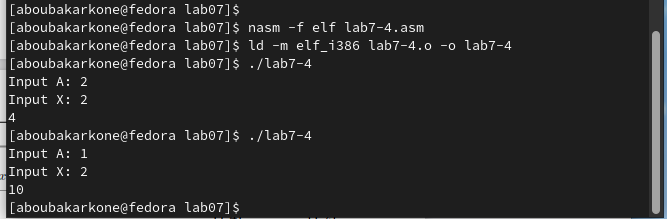 [aboubakarkone@fedora lab07]$
[aboubakarkone@fedora lab07]$ nasm -f elf lab7-4.asm
[aboubakarkone@fedora lab07]$ ld -m elf_i386 lab7-4.o -o lab7-4
[aboubakarkone@fedora lab07]$ ./lab7-4
Input A: 2
Input X: 2
4
[aboubakarkone@fedora lab07]$ ./lab7-4
Input A: 1
Input X: 2
10
[aboubakarkone@fedora lab07]$